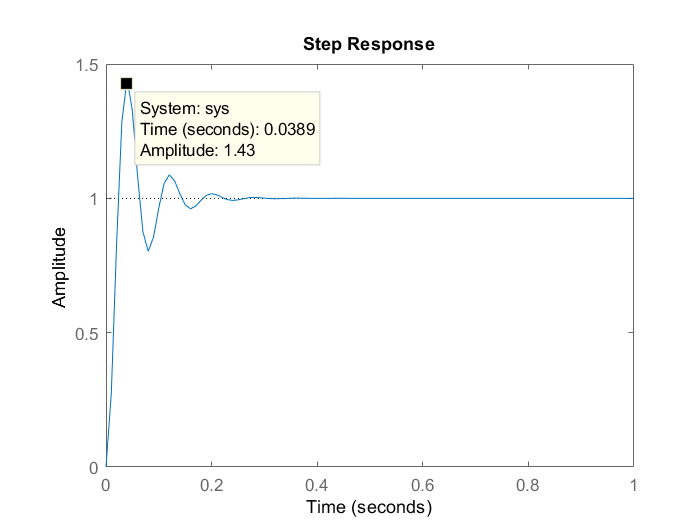 Step Response
1.5
System: sys
Time (seconds): 0.0389
Amplitude: 1.43
1
Amplitude
0.5
0
0 0.2 0.4 0.6 0.8 1
Time (seconds)